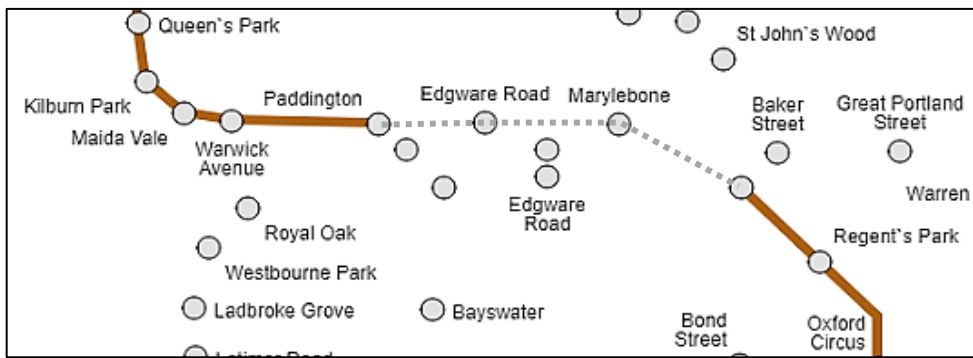 Queen`s Park
St John`s Wood
Kilburn Park
Paddington
Edgware Road
Marylebone
Baker
Street
Great Portland
Street
Maida Vale
Warwick
Avenue
Edgware
Road
Warren
Royal Oak
Regent`s Park
Westbourne Park
Ladbroke Grove
Bayswater
Bond
Street
Oxford
Circus